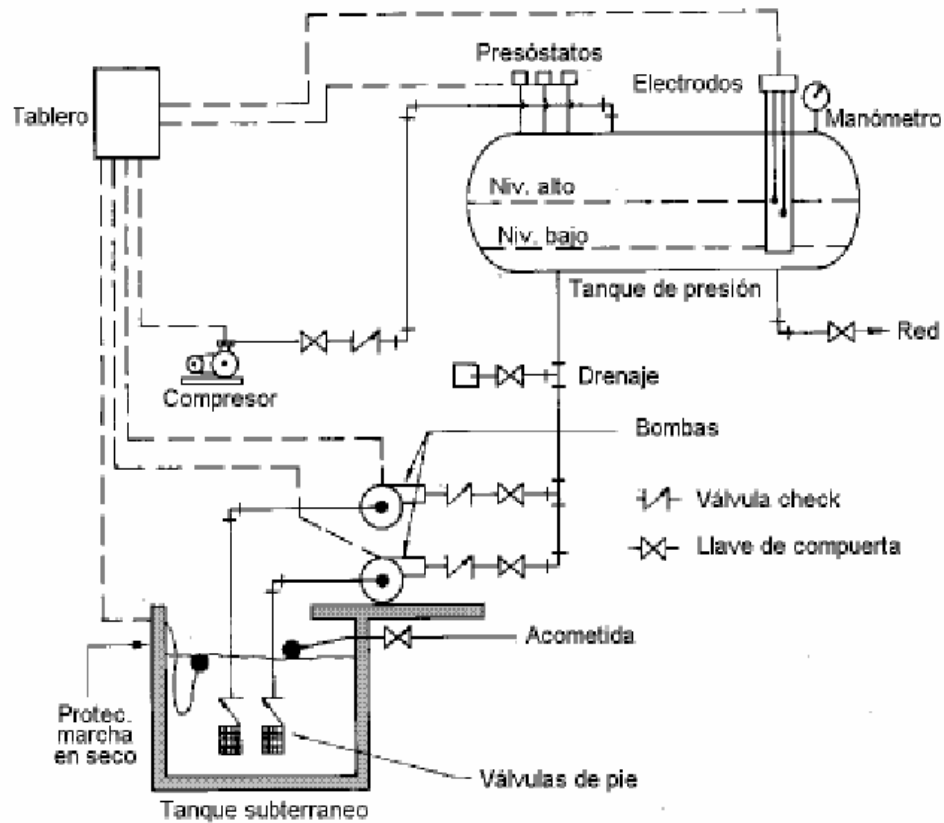 Presóstatos
Tablero
Electrodos
Manómetro
Niv. alto
Niv. bajo
Tanque de presión
Red
Drenaje
Compresor
Bombas
Válvula check
Llave de compuerta
Acometida
Protec.
marcha
en seco
Válvulas de pie
Tanque subterraneo